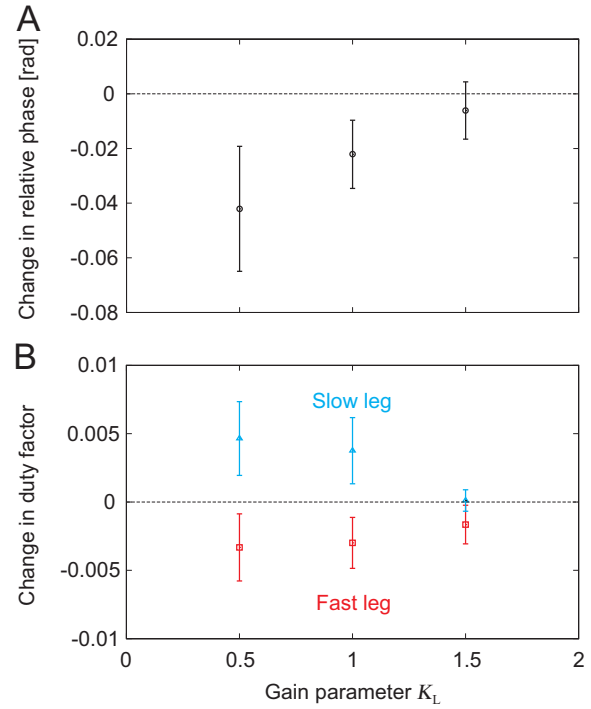 A
Change in relative phase [rad]
0.02
0
-0.02
-0.04
-0.06
-0.08
B
Change in duty factor
0.01
0.005
0
-0.005
-0.01
Slow leg
Fast leg
0 0.5 1 1.5 2
Gain parameter K_L